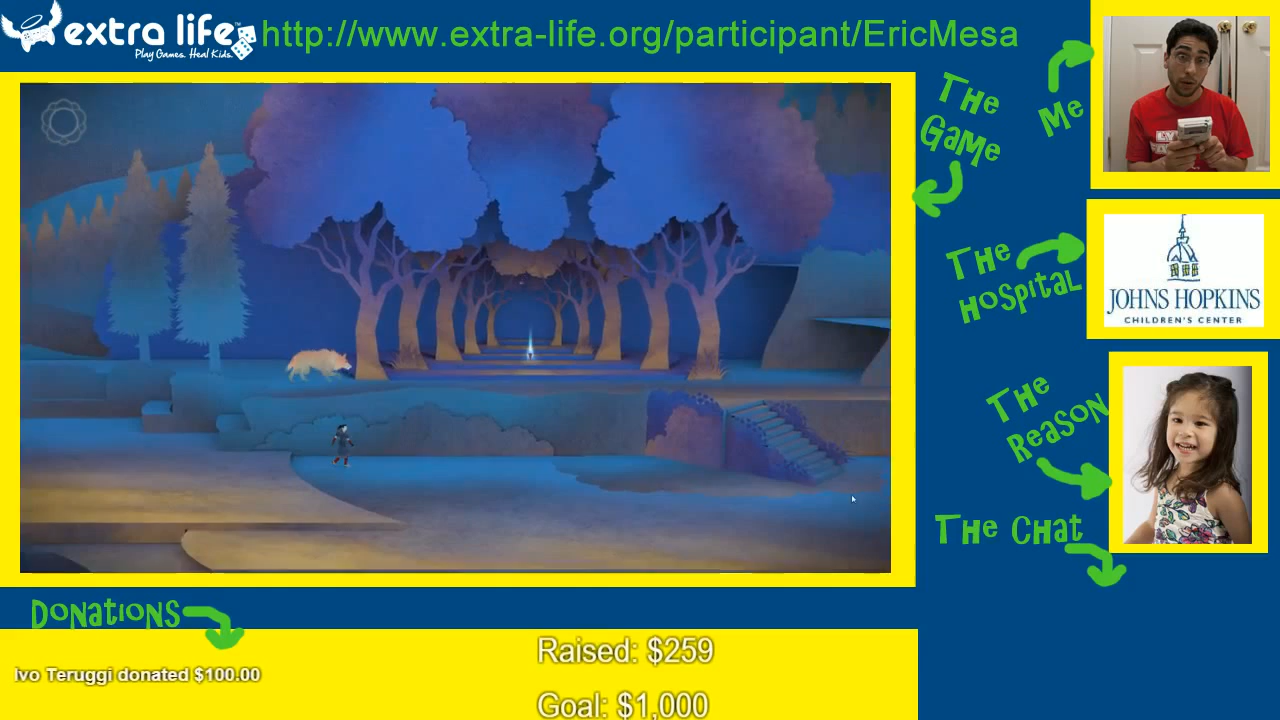 extra life
Play Games. Heal Kids.
http://www.extra-life.org/participant/EricMesa
Me
The
Game
The
Hospital
JOHNS HOPKINS
CHILDREN'S CENTER
The
Reason
The Chat
Donations
Ivo Teruggi donated $100.00
Raised: $259
Goal: $1,000